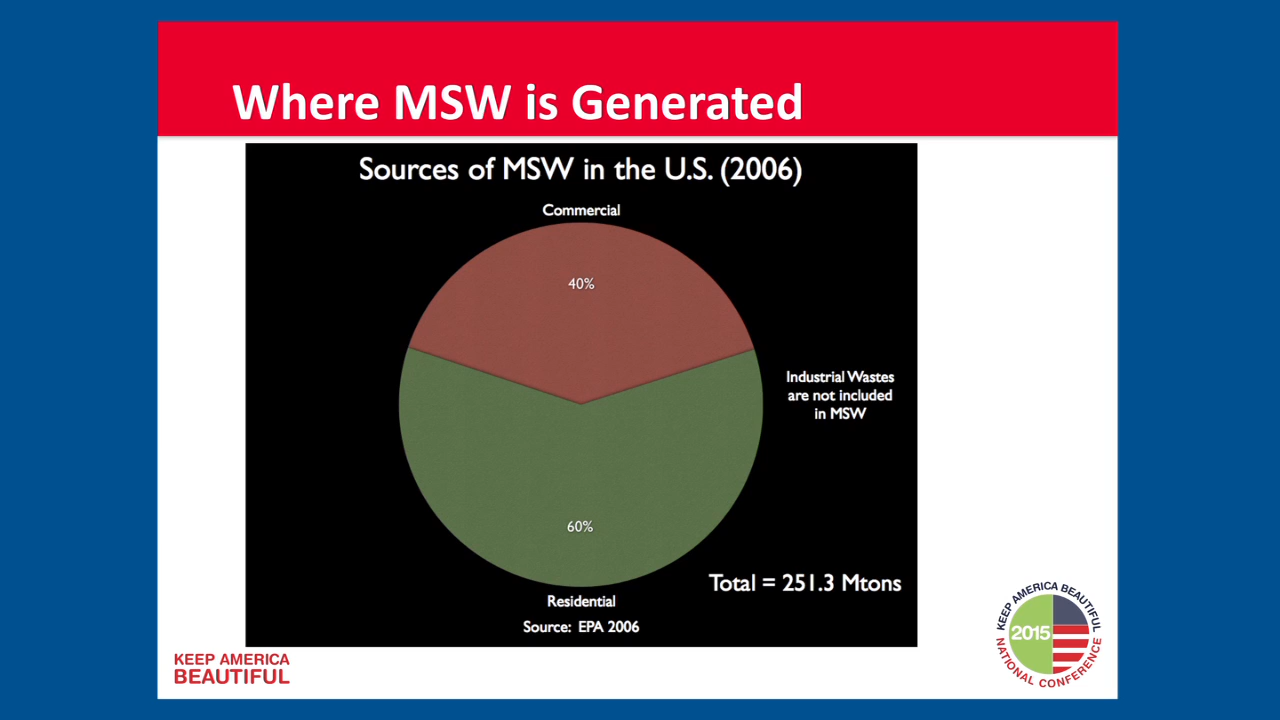 Where MSW is Generated
Sources of MSW in the U.S. (2006)
Commercial
40%
Industrial Wastes
are not included
in MSW
60%
Total = 251.3 Mtons
Residential
Source: EPA 2006
KEEP AMERICA
BEAUTIFUL
KEEP AMERICA BEAUTIFUL
2015
NATIONAL CONFERENCE